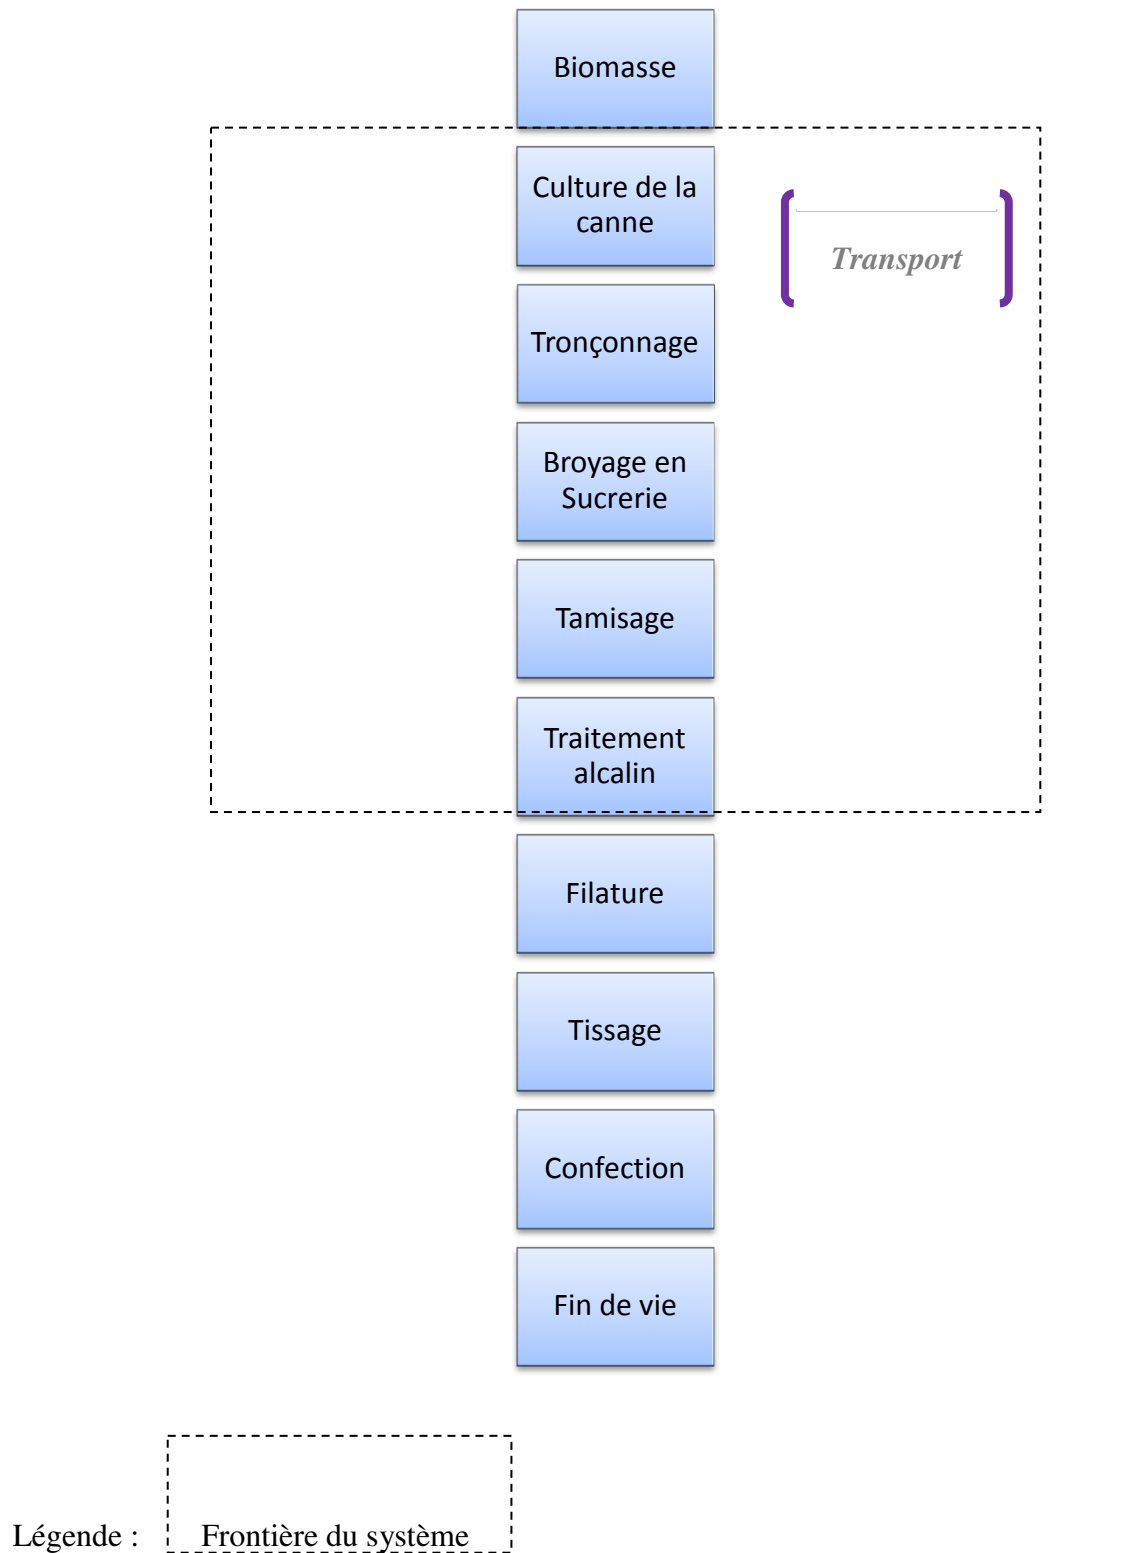 Biomasse
Culture de la
canne
Transport
Tronçonnage
Broyage en
Sucrerie
Tamisage
Traitement
alcalin
Filature
Tissage
Confection
Fin de vie
Légende : Frontière du système